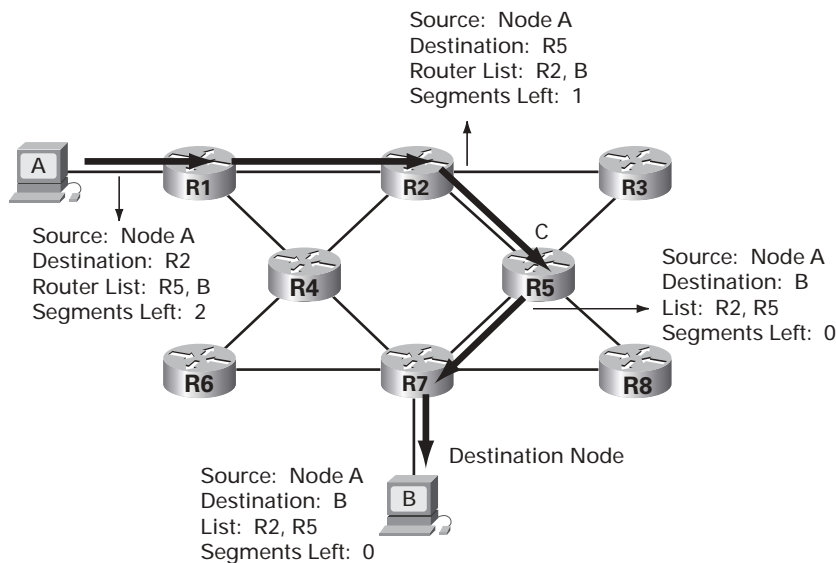 Source: Node A
Destination: R5
Router List: R2, B
Segments Left: 1
A
R1
R2
R3
Source: Node A
Destination: R2
Router List: R5, B
Segments Left: 2
C
R4
R5
Source: Node A
Destination: B
List: R2, R5
Segments Left: 0
R6
R7
R8
Destination Node
Source: Node A
Destination: B
List: R2, R5
Segments Left: 0
B